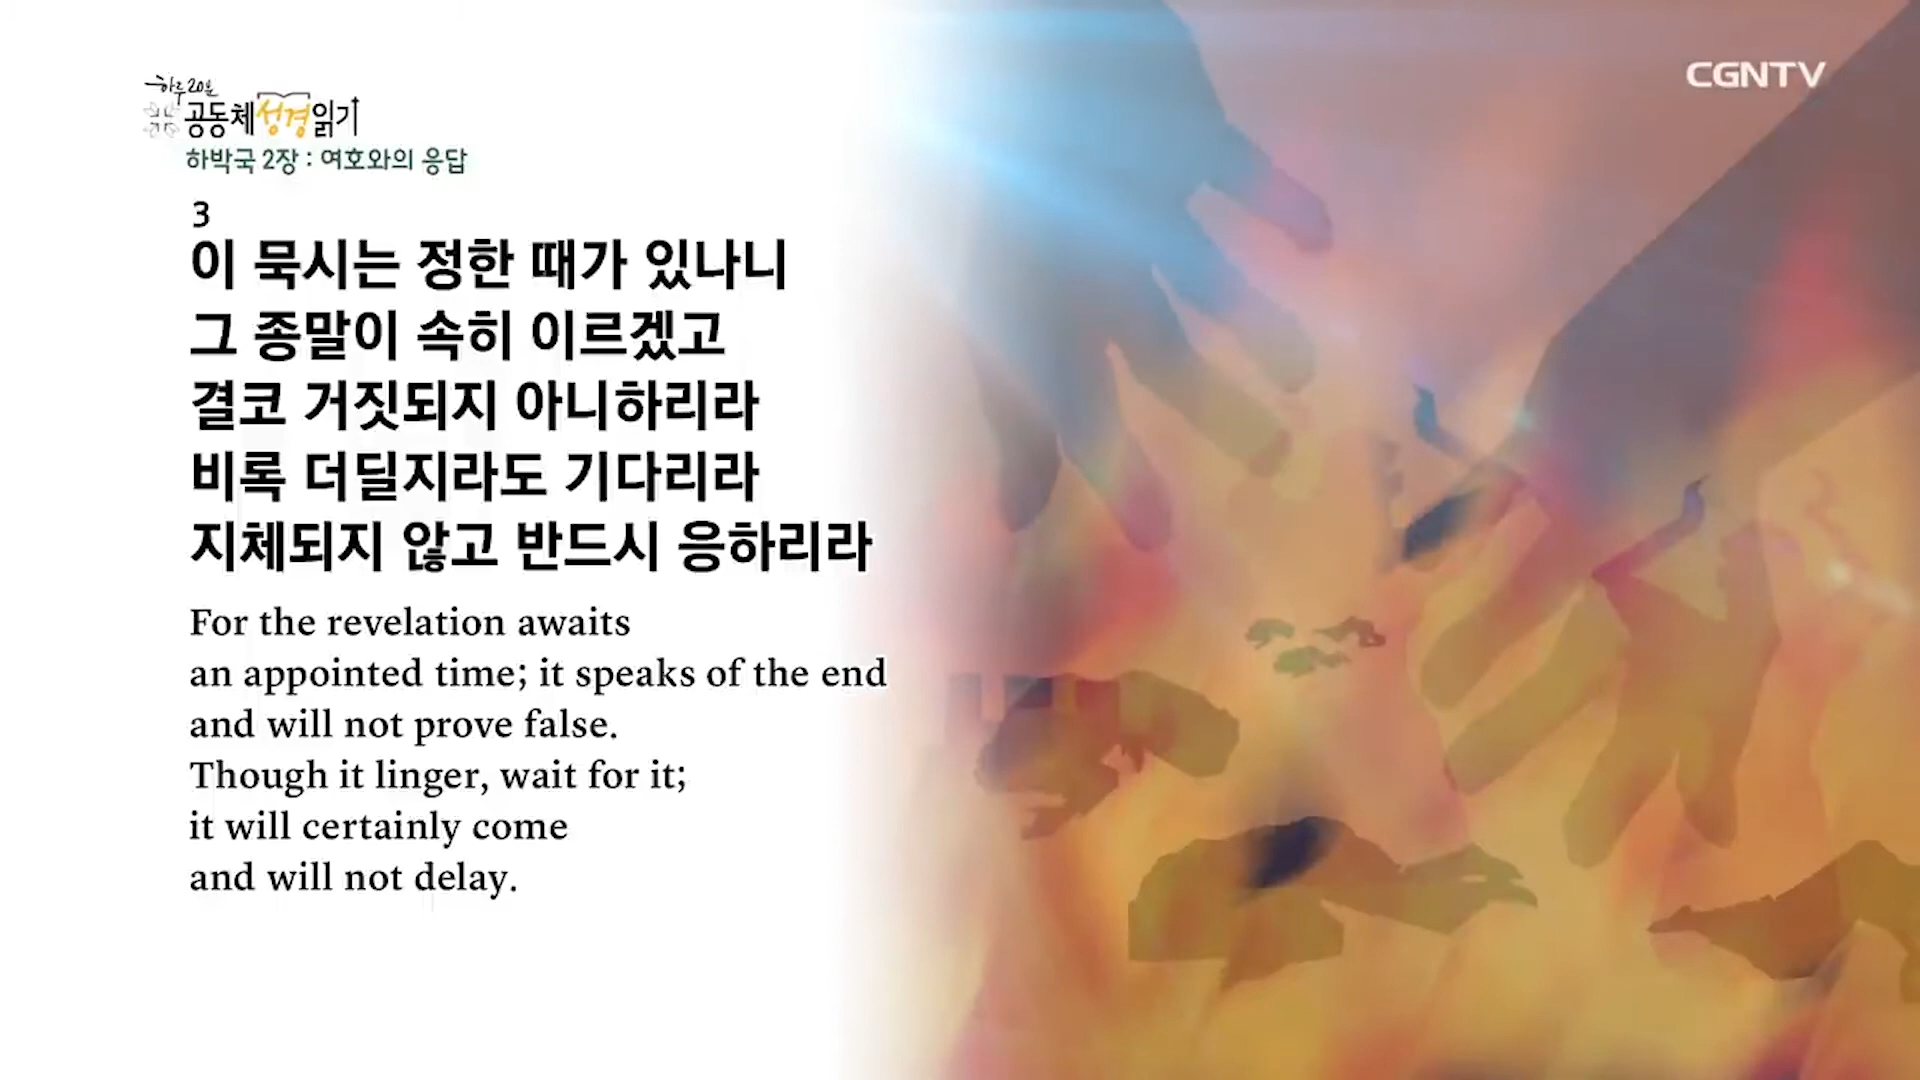 하루 20분
공동체성경읽기
CGNTV
하박국 2장 : 여호와의 응답
3
이 묵시는 정한 때가 있나니
그 종말이 속히 이르겠고
결코 거짓되지 아니하리라
비록 더딜지라도 기다리라
지체되지 않고 반드시 응하리라
For the revelation awaits
an appointed time; it speaks of the end
and will not prove false.
Though it linger, wait for it;
it will certainly come
and will not delay.